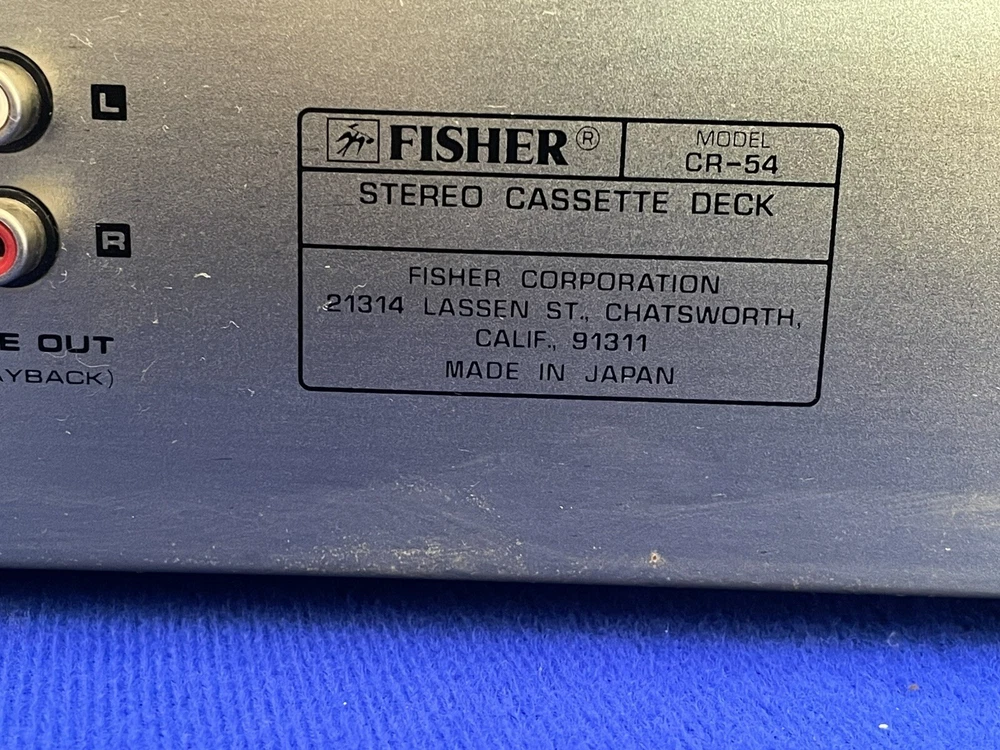 L
R
E OUT
AYBACK)
FISHER®
MODEL
CR-54
STEREO CASSETTE DECK
FISHER CORPORATION
21314 LASSEN ST., CHATSWORTH,
CALIF., 91311
MADE IN JAPAN